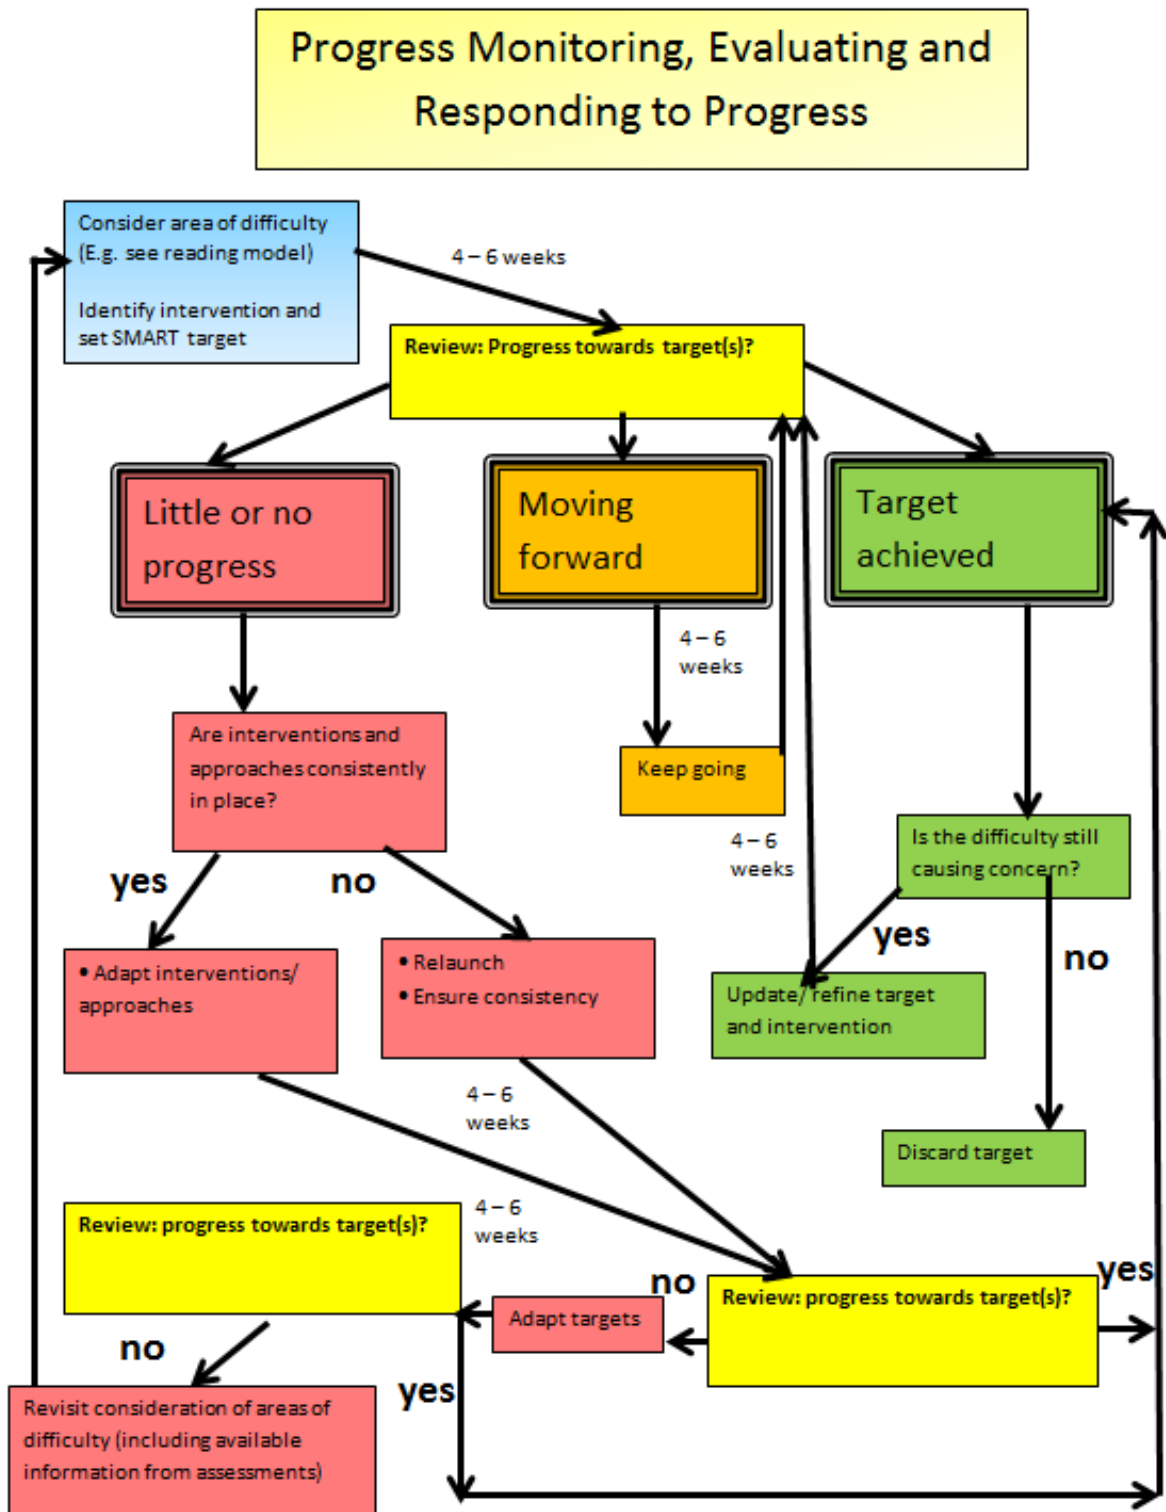 Progress Monitoring, Evaluating and
Responding to Progress
Consider area of difficulty
(E.g. see reading model)
Identify intervention and
set SMART target
4 – 6 weeks
Review: Progress towards target(s)?
Little or no
progress
Moving
forward
Target
achieved
4 – 6
weeks
Are interventions and
approaches consistently
in place?
Keep going
4 – 6
weeks
Is the difficulty still
causing concern?
yes
no
yes
no
• Adapt interventions/
approaches
• Relaunch
• Ensure consistency
Update/ refine target
and intervention
4 – 6
weeks
Discard target
Review: progress towards target(s)?
4 – 6
weeks
no
Adapt targets
Review: progress towards target(s)?
yes
no
yes
Revisit consideration of areas of
difficulty (including available
information from assessments)